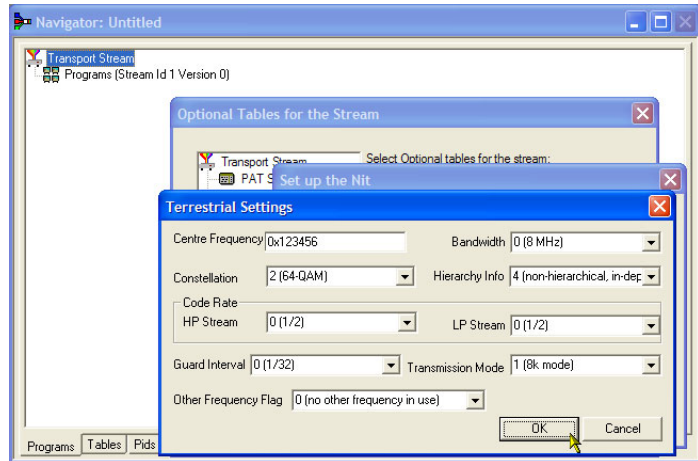 Navigator: Untitled
Transport Stream
Programs (Stream Id 1 Version 0)
Optional Tables for the Stream
Transport Stream
Select Optional tables for the stream:
PAT S
Set up the Nit
Terrestrial Settings
Centre Frequency 0x123456
Bandwidth 0 (8 MHz)
Constellation 2 (64-QAM)
Hierarchy Info 4 (non-hierarchical, in-dep
Code Rate
HP Stream 0 (1/2)
LP Stream 0 (1/2)
Guard Interval 0 (1/32)
Transmission Mode 1 (8k mode)
Other Frequency Flag 0 (no other frequency in use)
OK Cancel
Programs Tables Pids